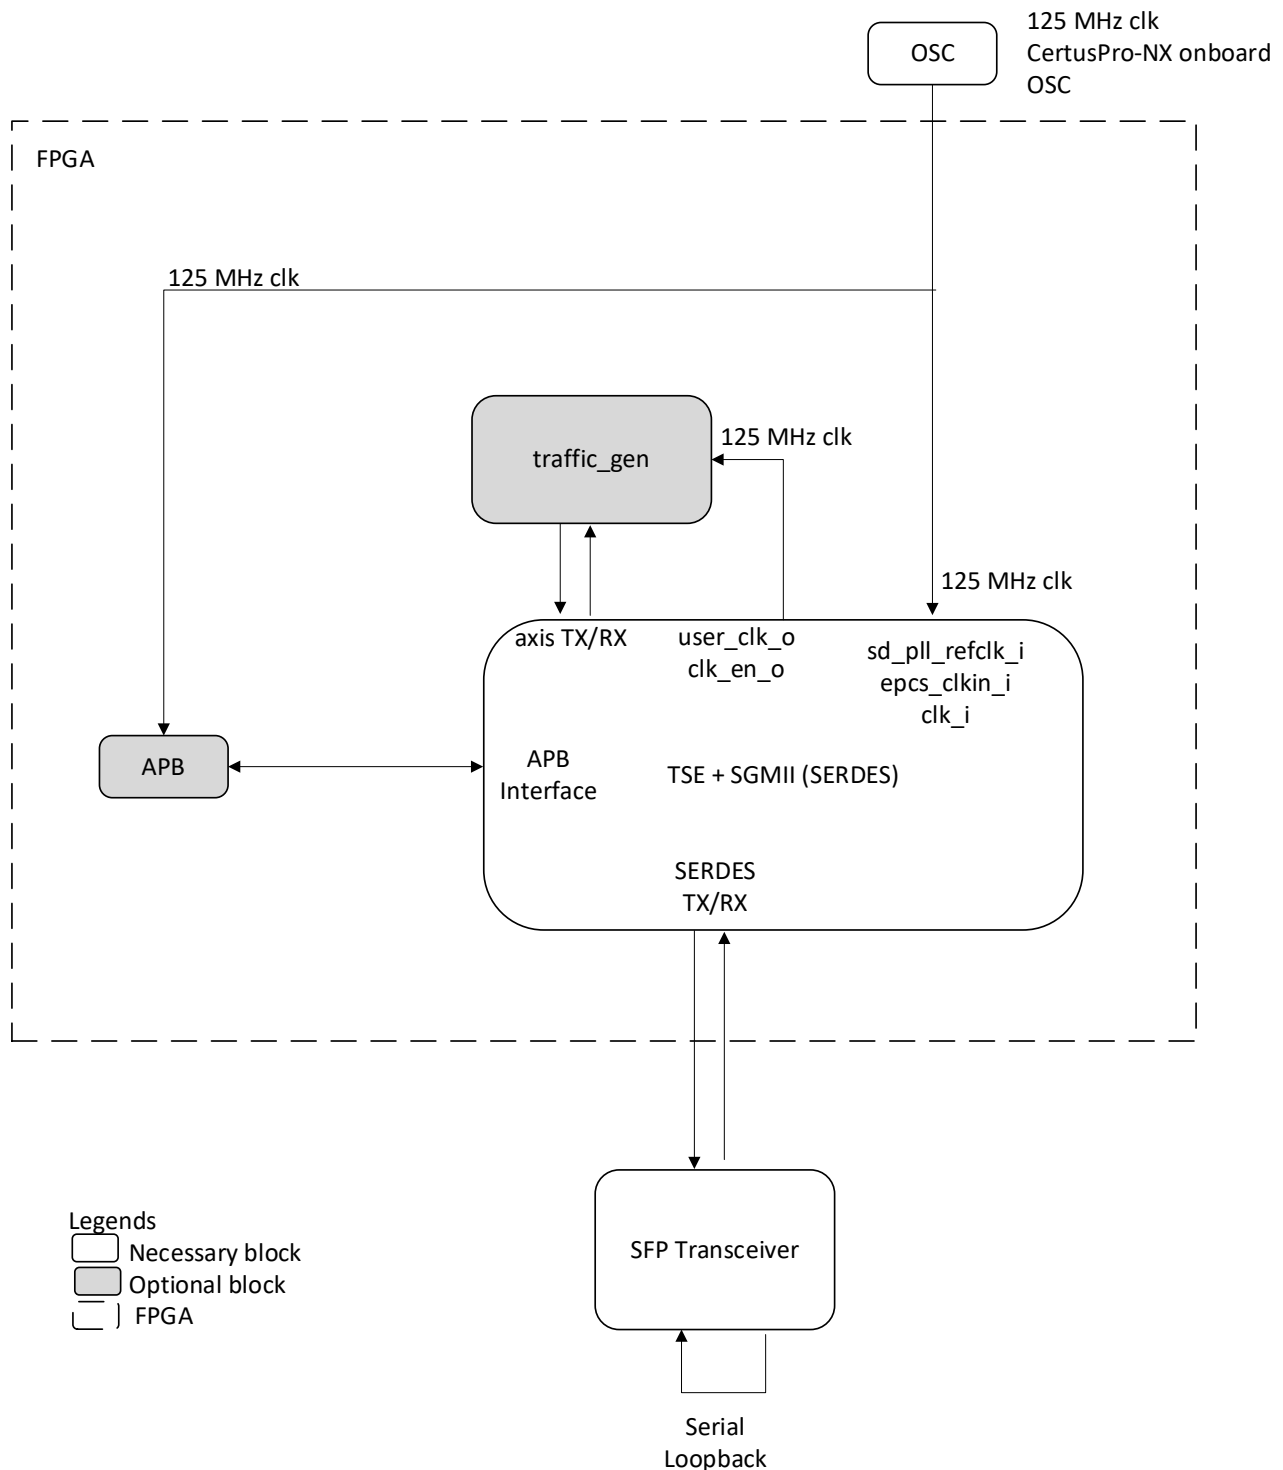 OSC
125 MHz clk
CertusPro-NX onboard
OSC
FPGA
125 MHz clk
traffic_gen
125 MHz clk
125 MHz clk
axis TX/RX
user_clk_o
clk_en_o
sd_pll_refclk_i
epcs_clkin_i
clk_i
APB
APB
Interface
TSE + SGMII (SERDES)
SERDES
TX/RX
SFP Transceiver
Legends
Necessary block
Optional block
FPGA
Serial
Loopback